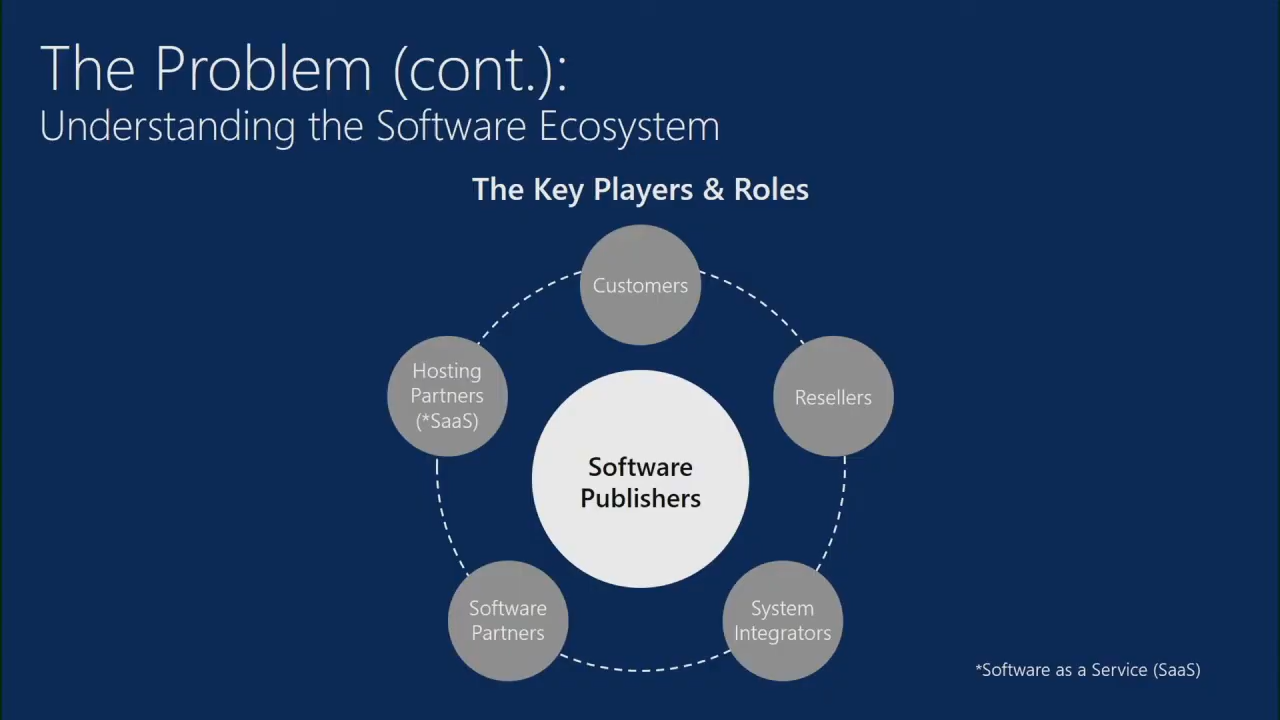 The Problem (cont.):
Understanding the Software Ecosystem
The Key Players & Roles
Customers
Hosting
Partners
(*SaaS)
Resellers
Software
Publishers
Software
Partners
System
Integrators
*Software as a Service (SaaS)